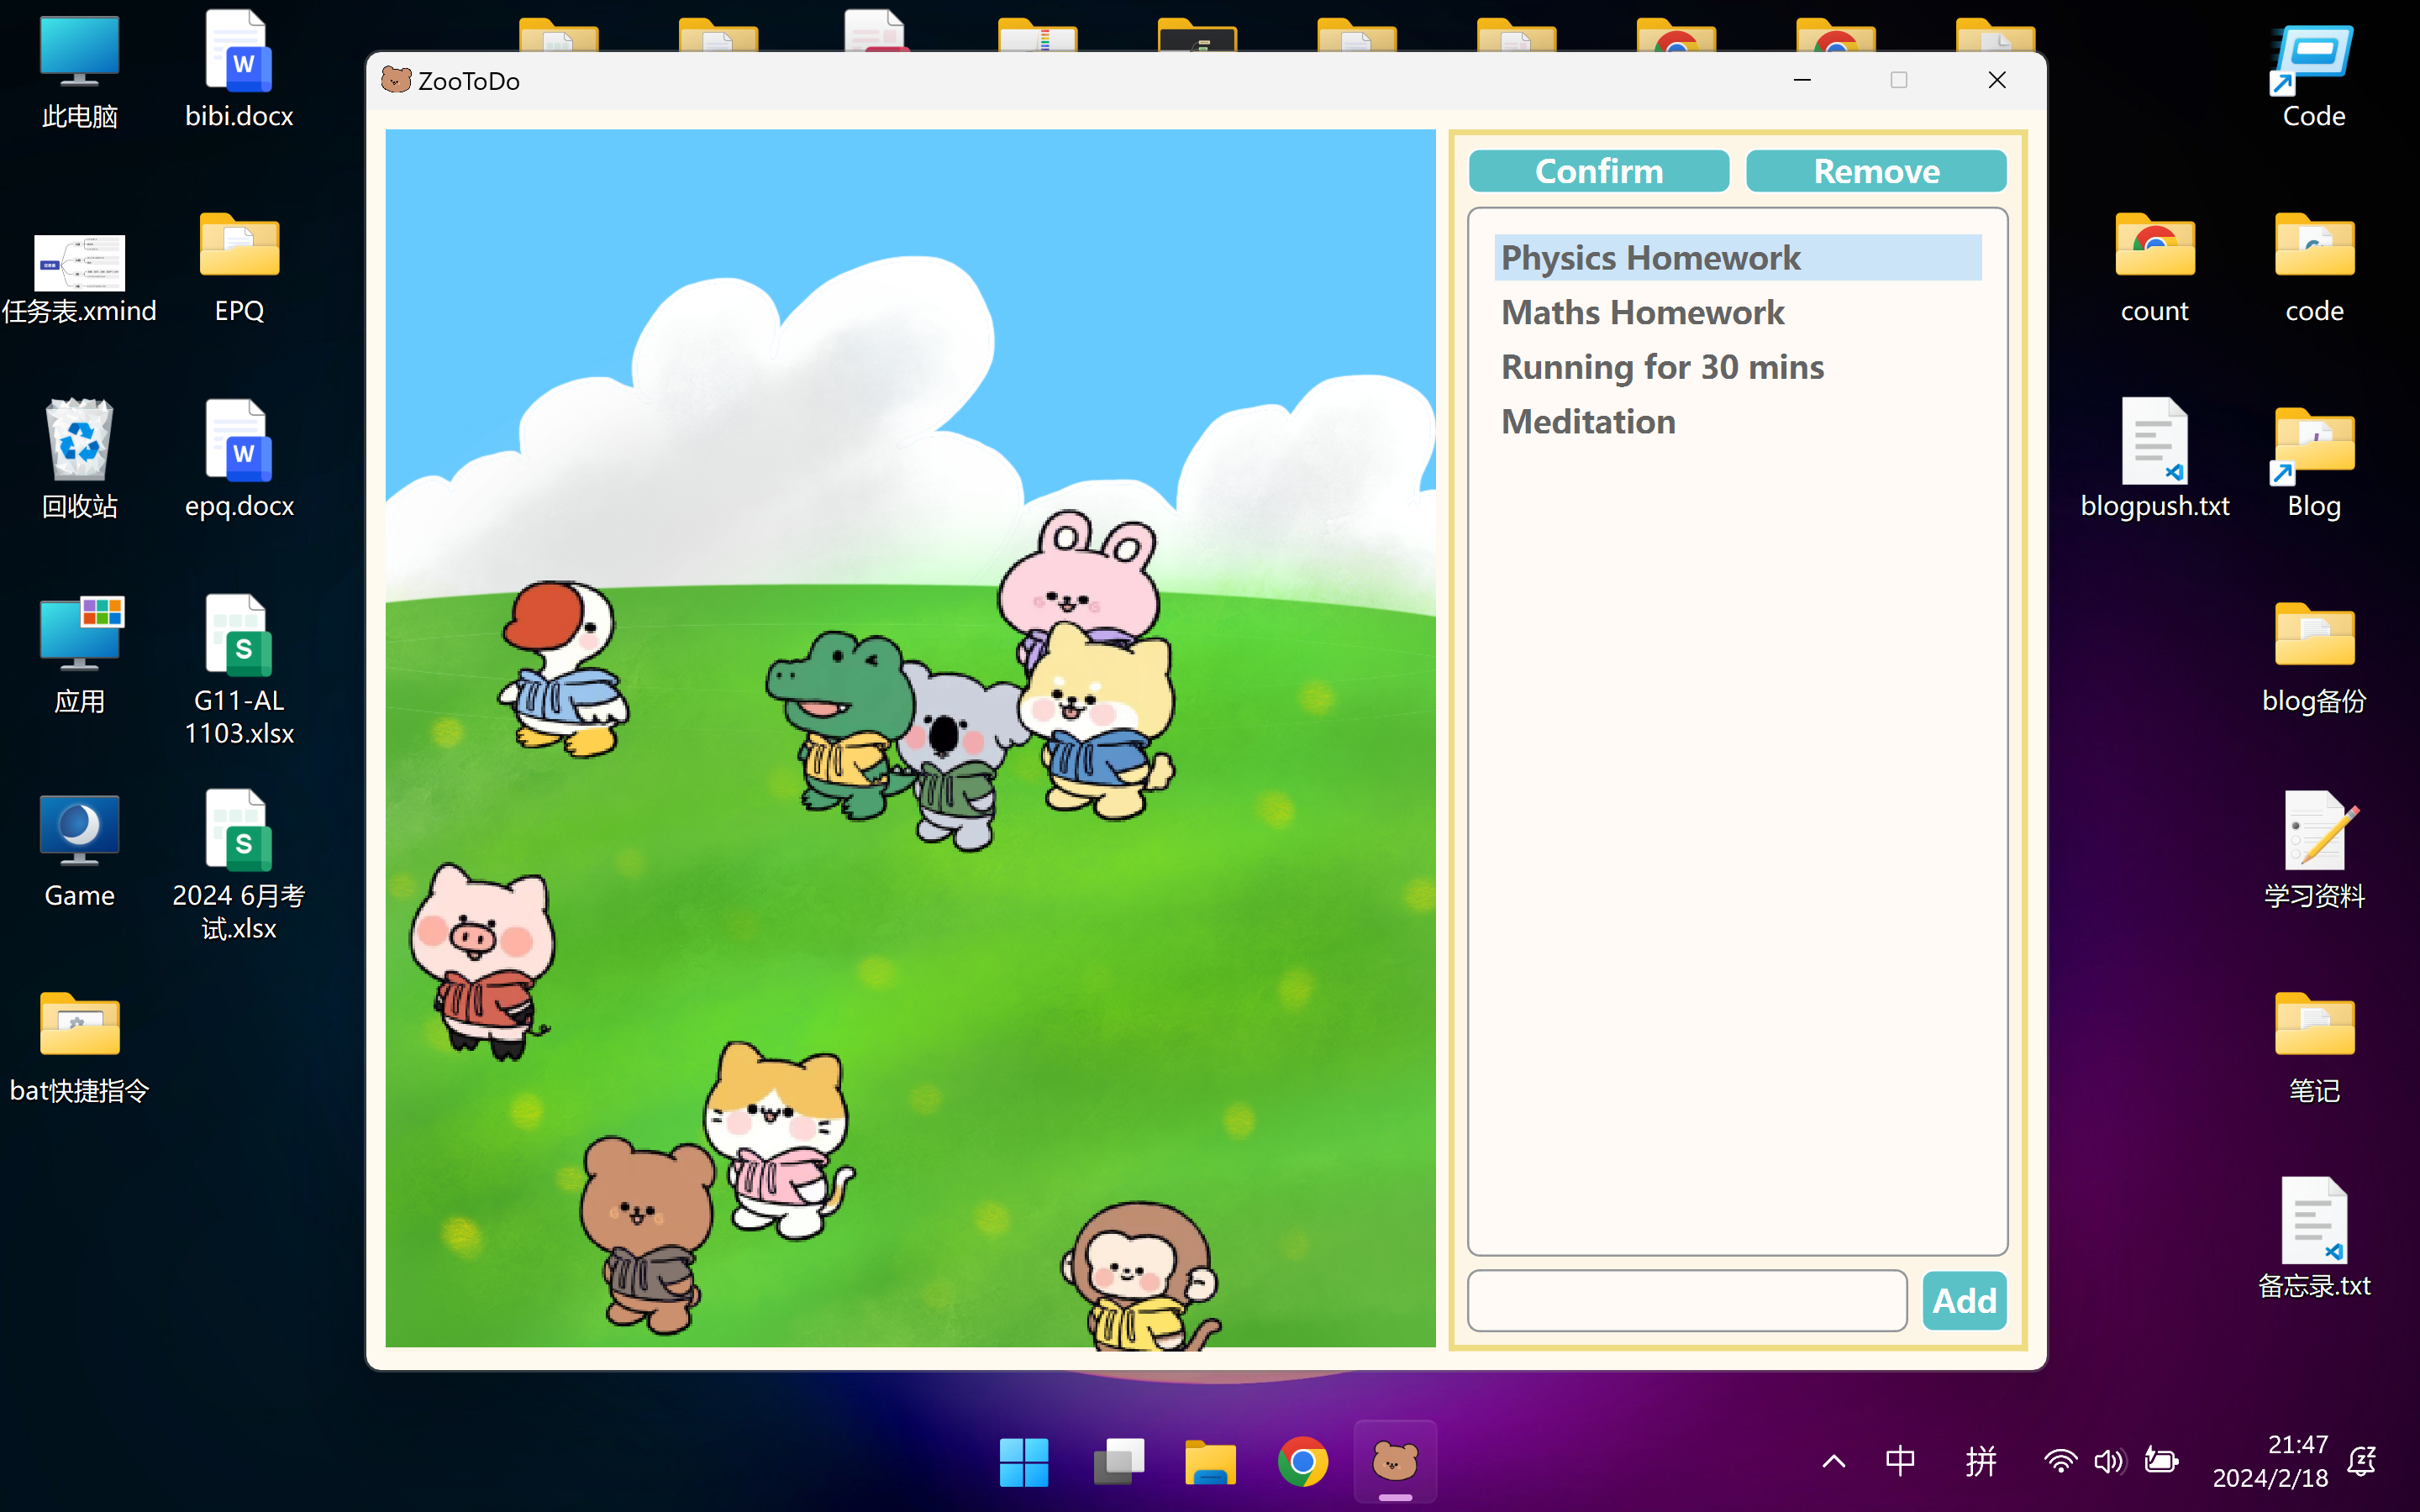 此电脑
bibi.docx
任务表.xmind
EPQ
回收站
epq.docx
应用
G11-AL
1103.xlsx
Game
2024 6月考
试.xlsx
bat快捷指令
ZooToDo
Confirm
Remove
Physics Homework
Maths Homework
Running for 30 mins
Meditation
Add
Code
count
code
blogpush.txt
Blog
blog备份
学习资料
笔记
备忘录.txt
中
拼
21:47
2024/2/18